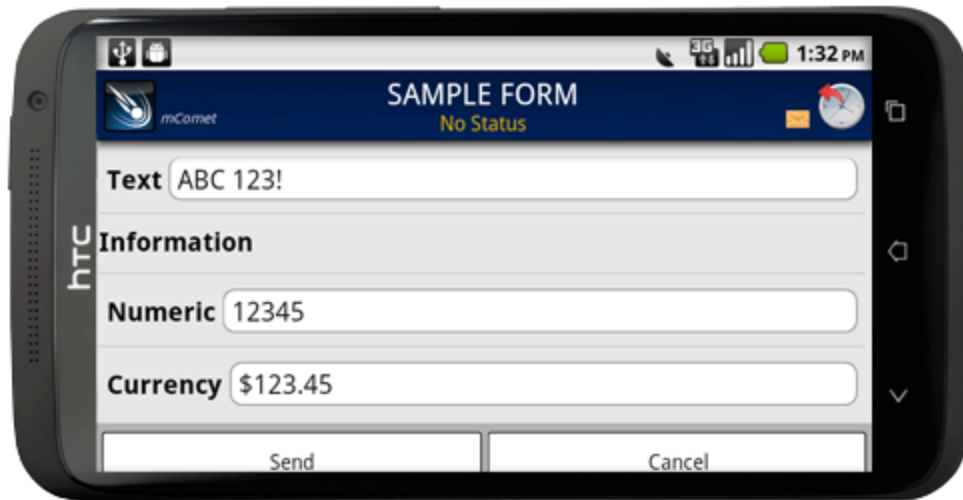 3G
1:32 PM
mComet
SAMPLE FORM
No Status
Text ABC 123!
Information
Numeric 12345
Currency $123.45
Send Cancel
hTC